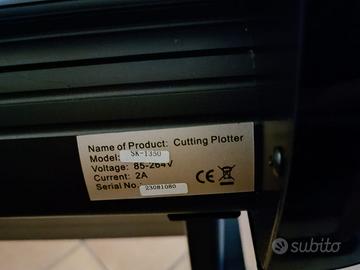 Name of Product: Cutting Plotter
Model: SK-1350
Voltage: 85-264V
Current: 2A
Serial No. 23081080
CE
subito